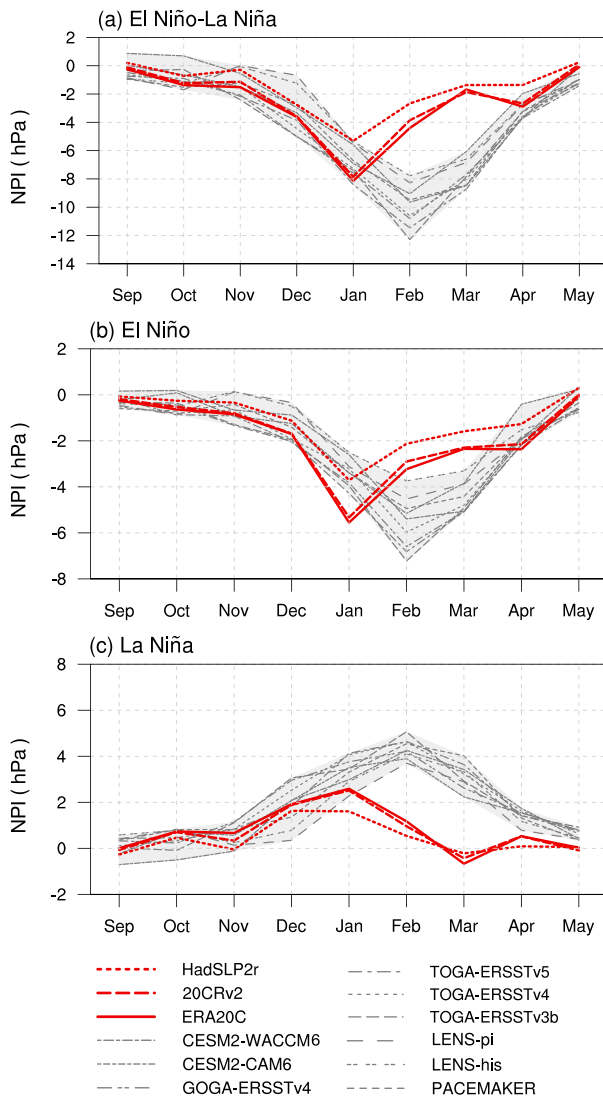 (a) El Niño-La Niña
NPI ( hPa )
2
0
-2
-4
-6
-8
-10
-12
-14
Sep Oct Nov Dec Jan Feb Mar Apr May
(b) El Niño
NPI ( hPa )
2
0
-2
-4
-6
-8
Sep Oct Nov Dec Jan Feb Mar Apr May
(c) La Niña
NPI ( hPa )
8
6
4
2
0
-2
Sep Oct Nov Dec Jan Feb Mar Apr May
HadSLP2r
20CRv2
ERA20C
CESM2-WACCM6
CESM2-CAM6
GOGA-ERSSTv4
TOGA-ERSSTv5
TOGA-ERSSTv4
TOGA-ERSSTv3b
LENS-pi
LENS-his
PACEMAKER